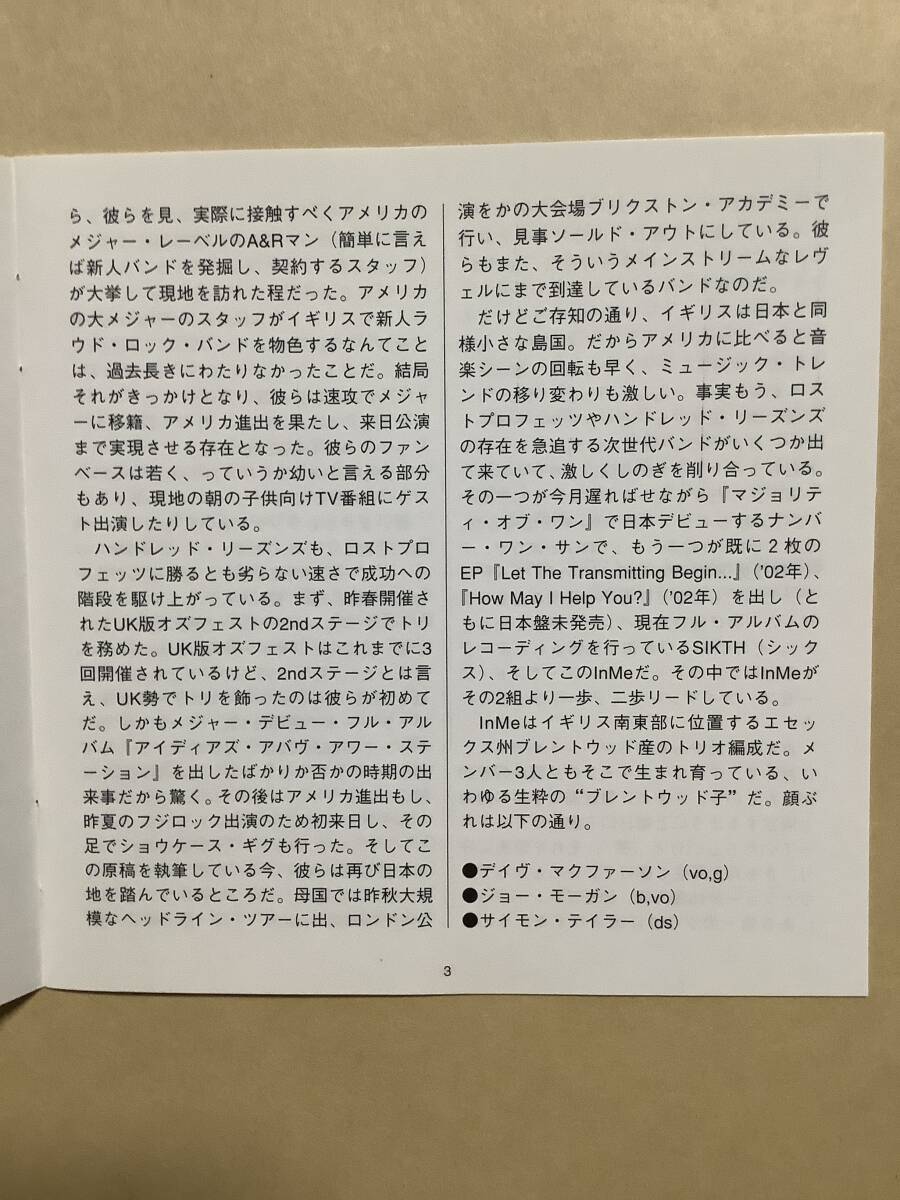 ら、彼らを見、実際に接触すべくアメリカの
メジャー・レーベルのA&Rマン（簡単に言え
ば新人バンドを発掘し、契約するスタッフ）
が大挙して現地を訪れた程だった。アメリカ
の大メジャーのスタッフがイギリスで新人ラ
ウド・ロック・バンドを物色するなんてこと
は、過去長きにわたりなかったことだ。結局
それがきっかけとなり、彼らは速攻でメジャ
ーに移籍、アメリカ進出を果たし、来日公演
まで実現させる存在となった。彼らのファン
ベースは若く、っていうか幼いと言える部分
もあり、現地の朝の子供向けTV番組にゲス
ト出演したりしている。
ハンドレッド・リーズンズも、ロストプロ
フェッツに勝るとも劣らない速さで成功への
階段を駆け上がっている。まず、昨春開催さ
れたUK版オズフェストの2ndステージでトリ
を務めた。UK版オズフェストはこれまでに3
回開催されているけど、2ndステージとは言
え、UK勢でトリを飾ったのは彼らが初めて
だ。しかもメジャー・デビュー・フル・アル
バム『アイディアズ・アバヴ・アワー・ステ
ーション』を出したばかりか否かの時期の出
来事だから驚く。その後はアメリカ進出もし、
昨夏のフジロック出演のため初来日し、その
足でショウケース・ギグも行った。そしてこ
の原稿を執筆している今、彼らは再び日本の
地を踏んでいるところだ。母国では昨秋大規
模なヘッドライン・ツアーに出、ロンドン公
演をかの大会場ブリクストン・アカデミーで
行い、見事ソールド・アウトにしている。彼
らもまた、そういうメインストリームなレヴ
ェルにまで到達しているバンドなのだ。
だけどご存知の通り、イギリスは日本と同
様小さな島国。だからアメリカに比べると音
楽シーンの回転も早く、ミュージック・トレ
ンドの移り変わりも激しい。事実もう、ロス
トプロフェッツやハンドレッド・リーズンズ
の存在を急追する次世代バンドがいくつか出
て来ていて、激しくしのぎを削り合っている。
その一つが今月遅ればせながら『マジョリテ
ィ・オブ・ワン』で日本デビューするナンバ
ー・ワン・サンで、もう一つが既に２枚の
EP『Let The Transmitting Begin...』（'02年）、
『How May I Help You?』（'02年）を出し（と
もに日本盤未発売）、現在フル・アルバムの
レコーディングを行っているSIKTH（シック
ス）、そしてこのInMeだ。その中ではInMeが
その2組より一歩、二歩リードしている。
InMeはイギリス南東部に位置するエセッ
クス州ブレントウッド産のトリオ編成だ。メ
ンバー3人ともそこで生まれ育っている、い
わゆる生粋の“ブレントウッド子”だ。顔ぶ
れは以下の通り。
●デイヴ・マクファーソン（vo,g）
●ジョー・モーガン（b,vo）
●サイモン・テイラー（ds）
3